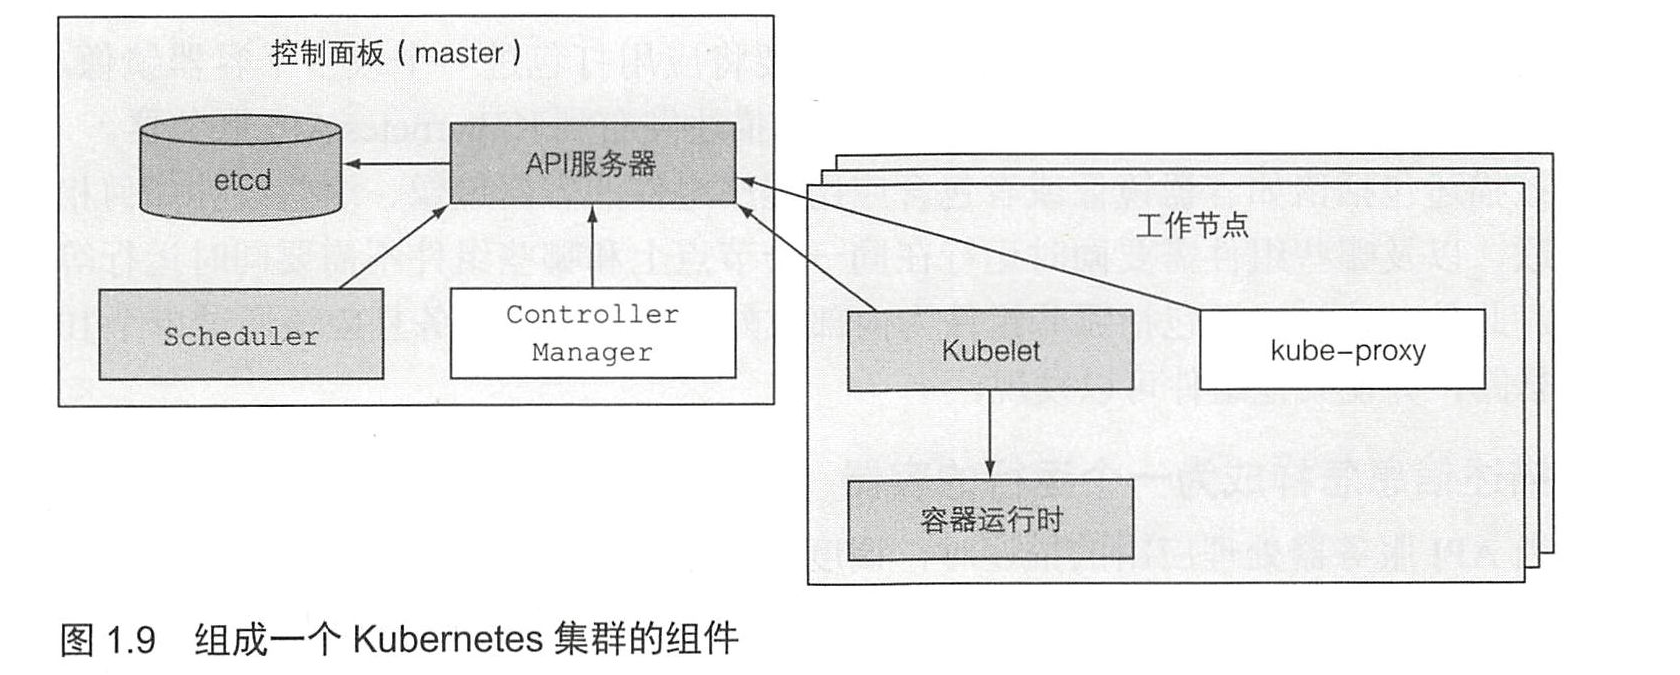 控制面板（master）
etcd
API服务器
Scheduler
Controller
Manager
工作节点
Kubelet
kube-proxy
容器运行时
图 1.9 组成一个 Kubernetes 集群的组件